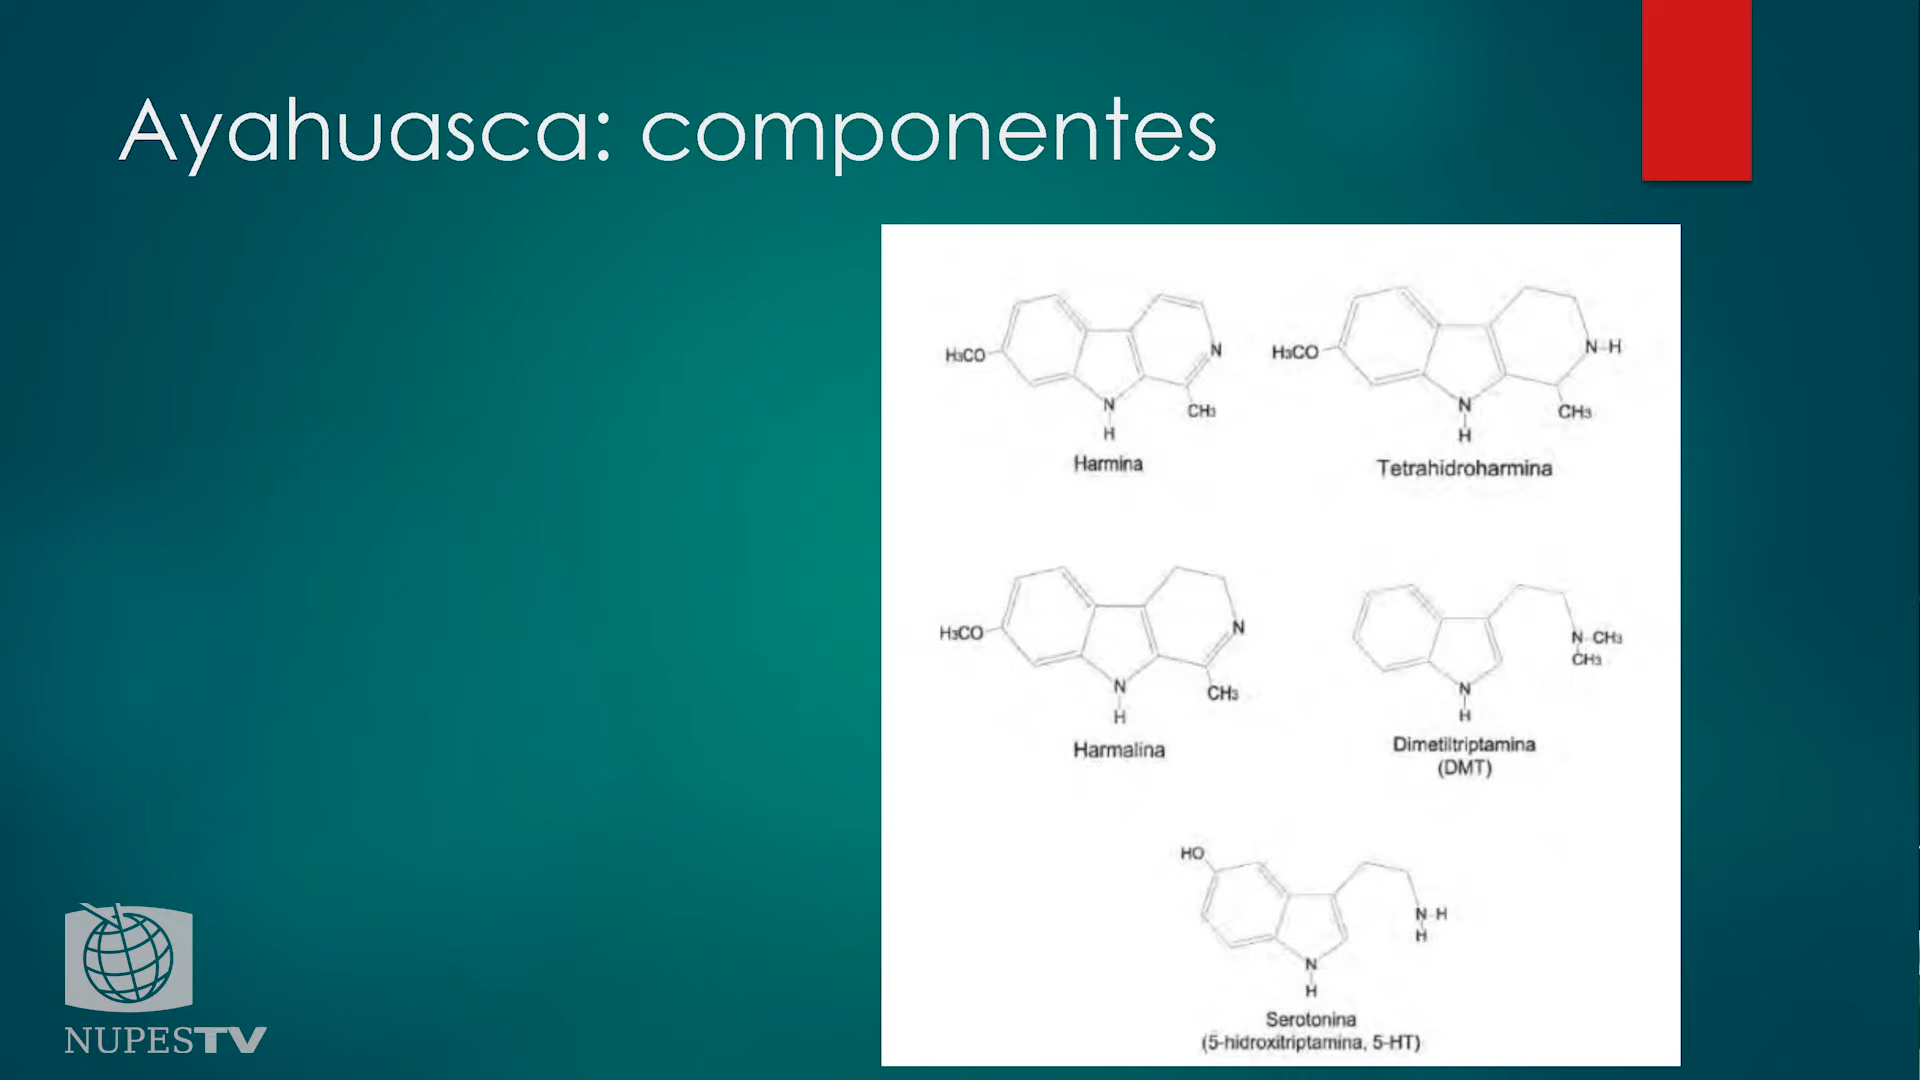 Ayahuasca: componentes
H₃CO
N
N
H
CH₃
Harmina
H₃CO
N-H
N
H
CH₃
Tetrahidroharmina
H₃CO
N
N
H
CH₃
Harmalina
N-CH₃
CH₃
N
H
Dimetiltriptamina
(DMT)
HO
N-H
H
N
H
Serotonina
(5-hidroxitriptamina, 5-HT)
NUPESTV